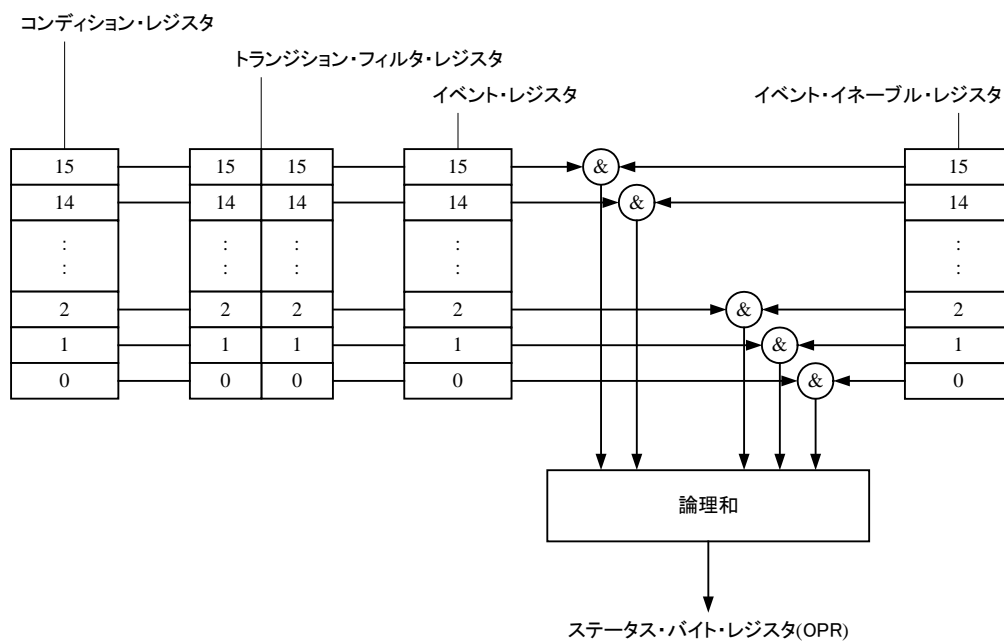 コンディション・レジスタ
トランジション・フィルタ・レジスタ
イベント・レジスタ
イベント・イネーブル・レジスタ
15 15 15 15 & 15
14 14 14 14 & 14
: : : : :
: : : : :
2 2 2 2 & 2
1 1 1 1 & 1
0 0 0 0 & 0
論理和
ステータス・バイト・レジスタ(OPR)